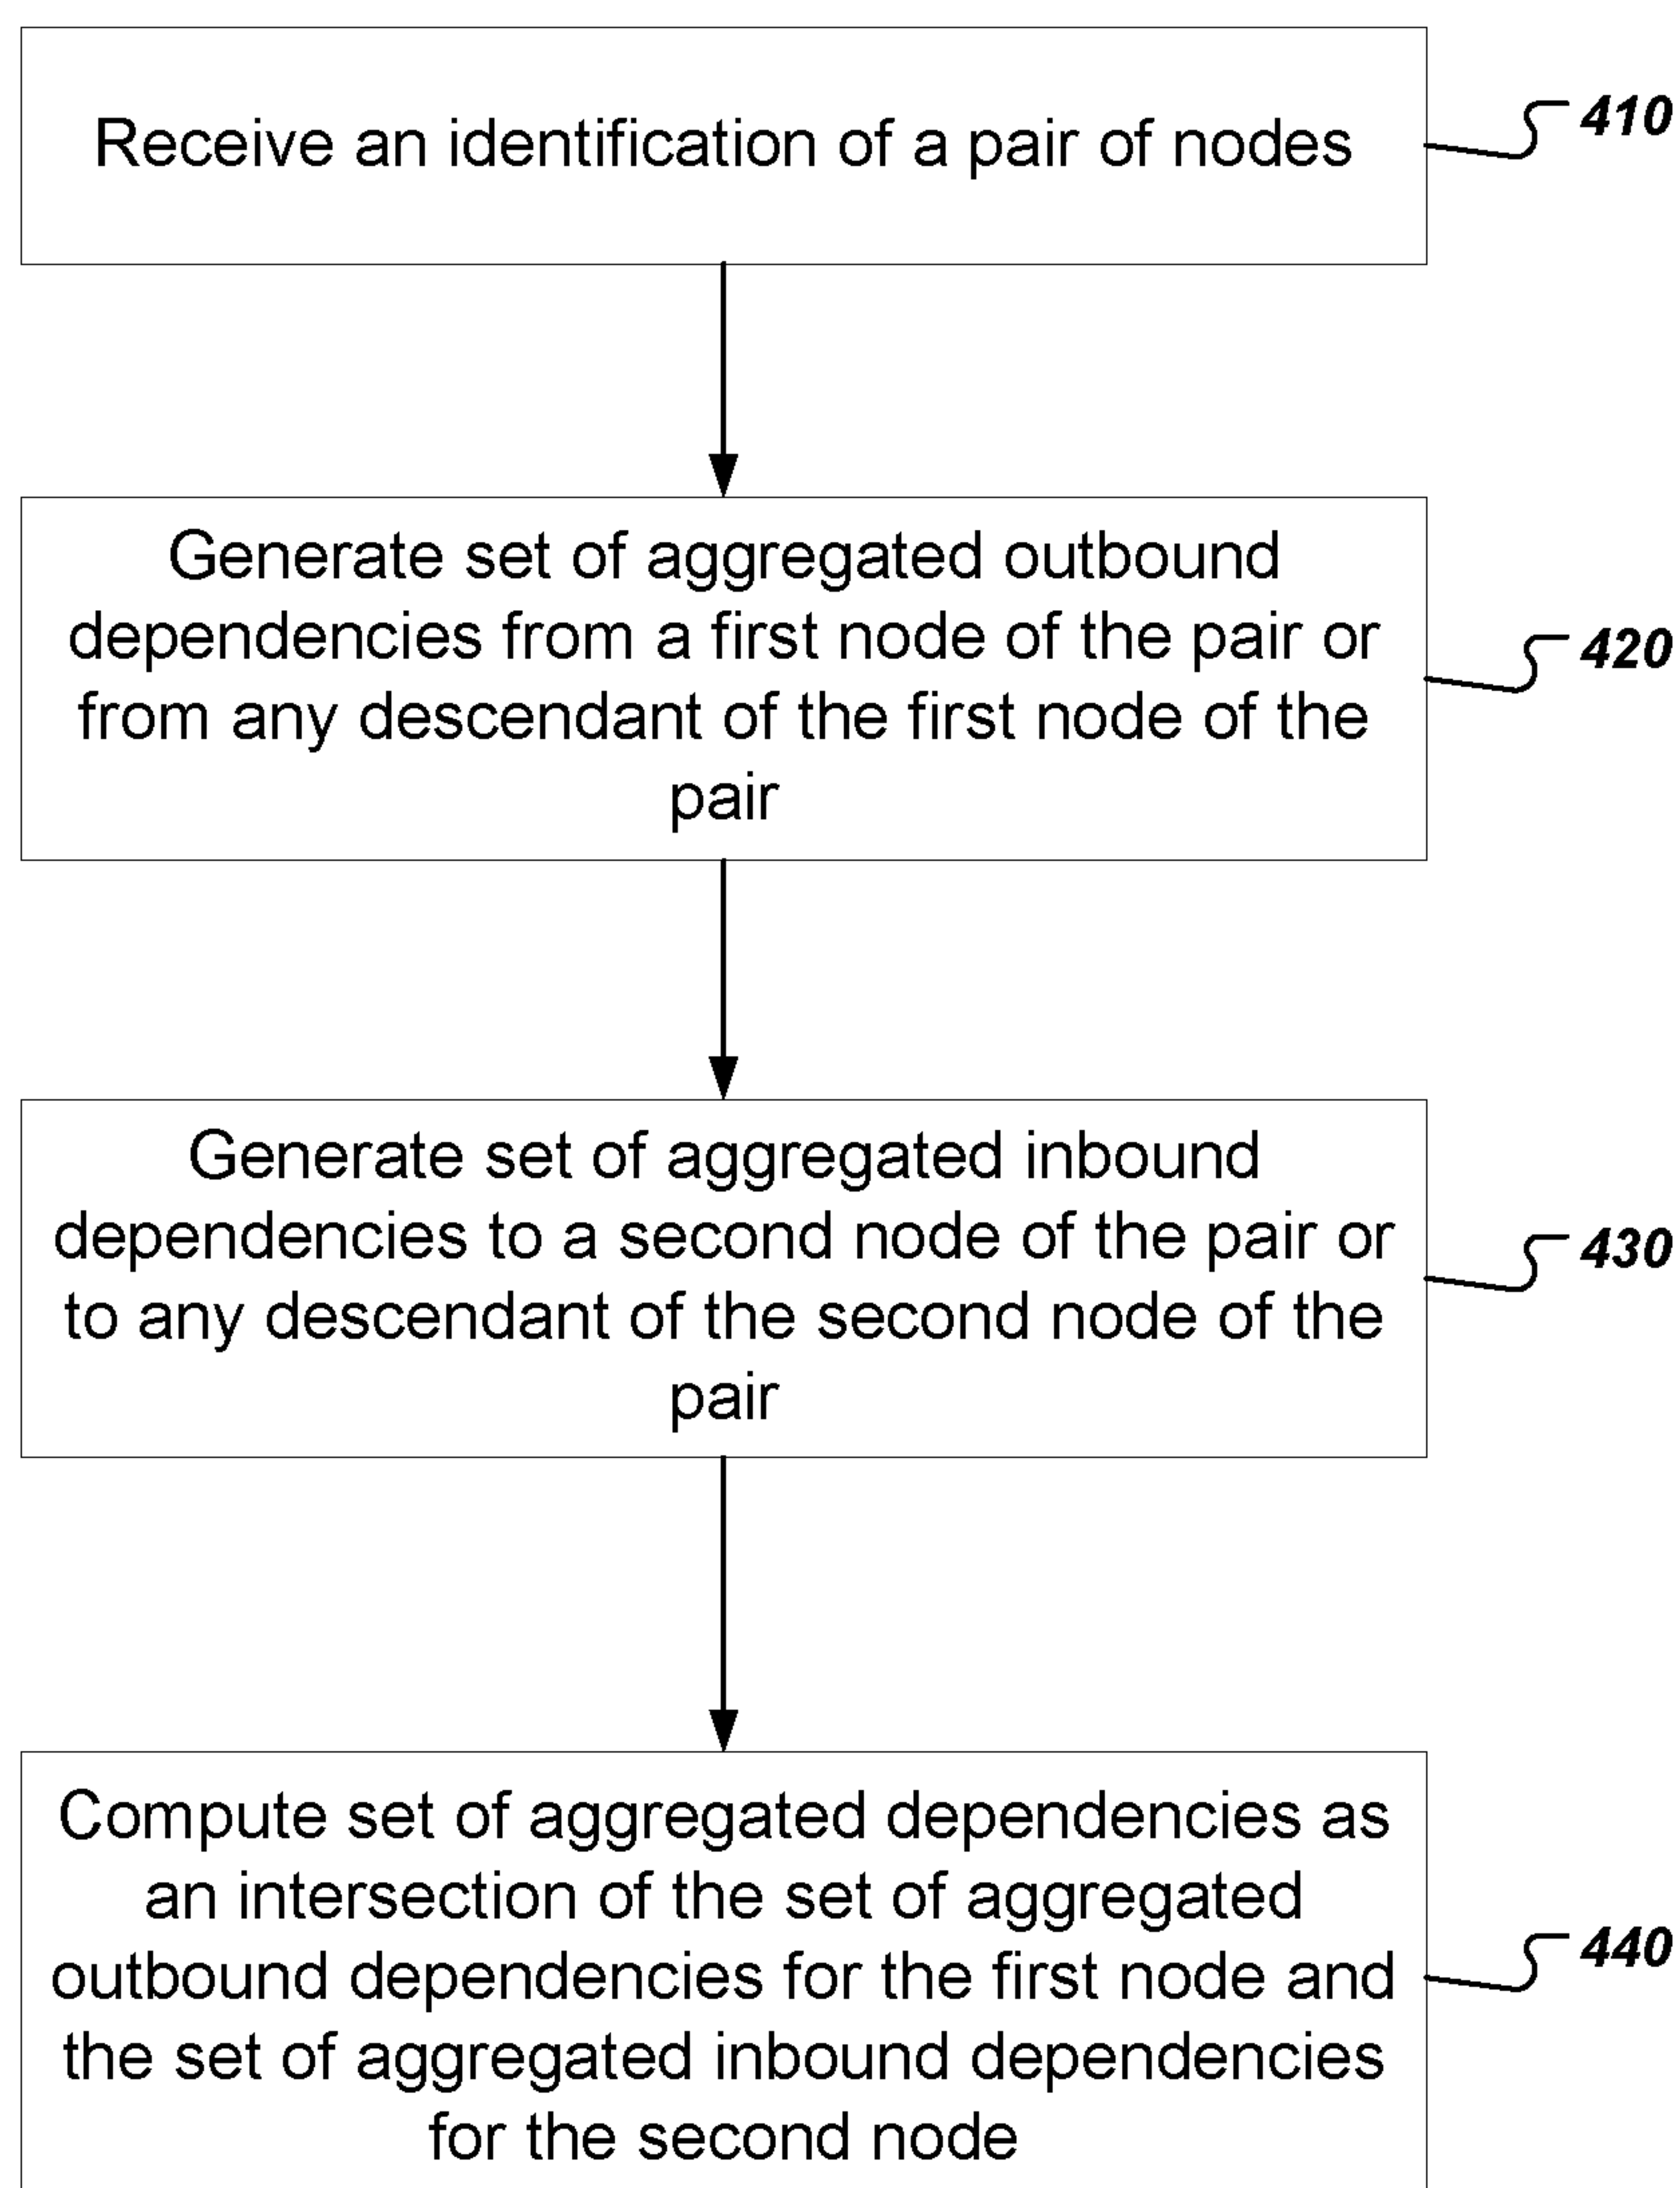 Receive an identification of a pair of nodes
410
Generate set of aggregated outbound
dependencies from a first node of the pair or
from any descendant of the first node of the
pair
420
Generate set of aggregated inbound
dependencies to a second node of the pair or
to any descendant of the second node of the
pair
430
Compute set of aggregated dependencies as
an intersection of the set of aggregated
outbound dependencies for the first node and
the set of aggregated inbound dependencies
for the second node
440